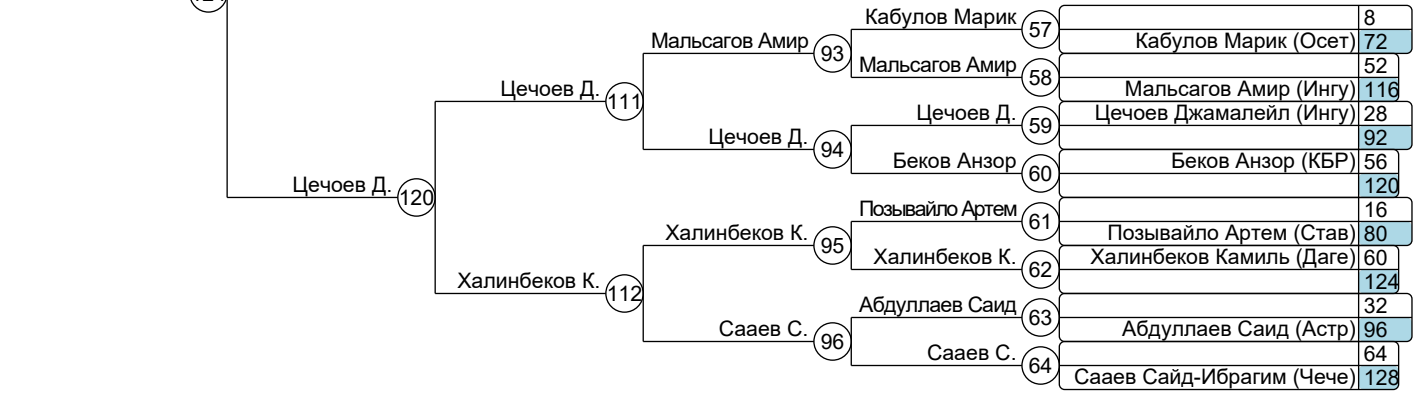 Кабулов Марик 57 8
Мальсагов Амир 93 Кабулов Марик (Осет) 72
Мальсагов Амир 58 52
Цечоев Д. 111 Мальсагов Амир (Ингу) 116
Цечоев Д. 59 Цечоев Джамалейл (Ингу) 28
Цечоев Д. 94 92
Беков Анзор 60 Беков Анзор (КБР) 56
Цечоев Д. 120 120
Позывайло Артем 61 16
Халинбеков К. 95 Позывайло Артем (Став) 80
Халинбеков К. 62 Халинбеков Камиль (Даге) 60
Халинбеков К. 112 124
Абдуллаев Саид 63 32
Сааев С. 96 Абдуллаев Саид (Астр) 96
Сааев С. 64 64
Сааев Сайд-Ибрагим (Чече) 128